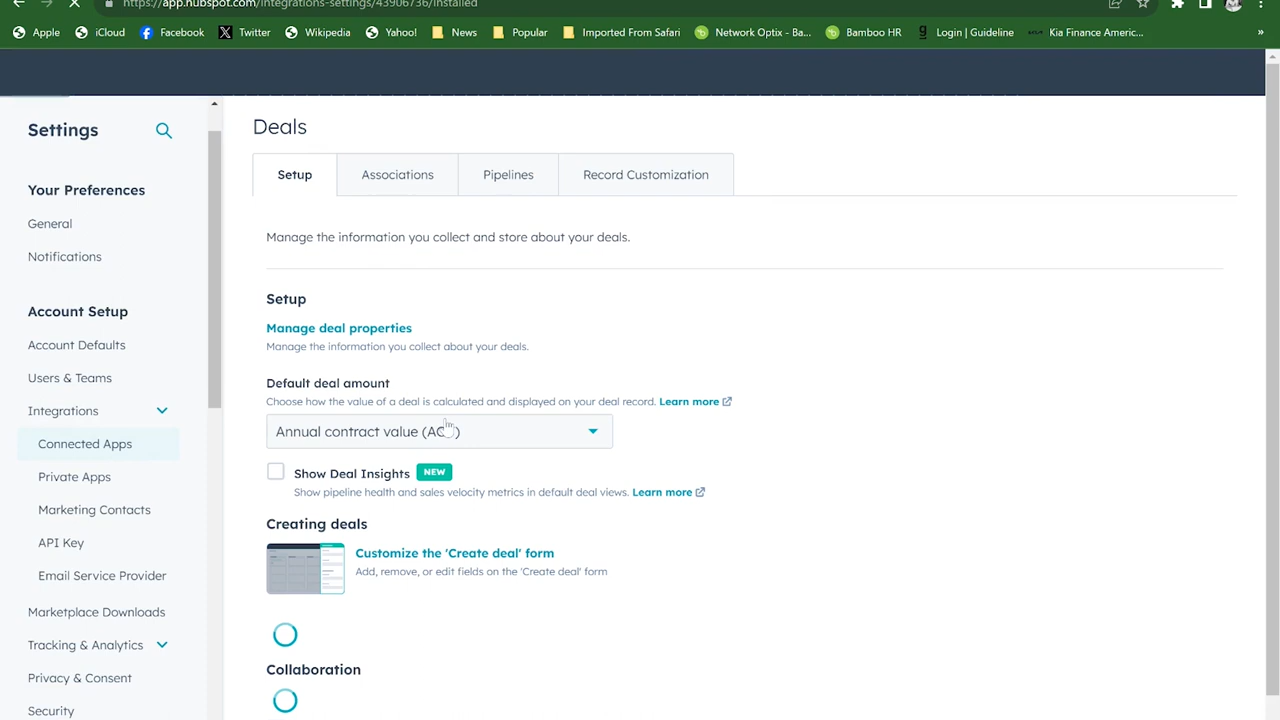 https://app.hubspot.com/integrations-settings/43906736/installed
Apple
iCloud
Facebook
Twitter
Wikipedia
Yahoo!
News
Popular
Imported From Safari
Network Optix - Ba...
Bamboo HR
Login | Guideline
Kia Finance Americ...
»
Settings
Your Preferences
General
Notifications
Account Setup
Account Defaults
Users & Teams
Integrations
Connected Apps
Private Apps
Marketing Contacts
API Key
Email Service Provider
Marketplace Downloads
Tracking & Analytics
Privacy & Consent
Security
Deals
Setup
Associations
Pipelines
Record Customization
Manage the information you collect and store about your deals.
Setup
Manage deal properties
Manage the information you collect about your deals.
Default deal amount
Choose how the value of a deal is calculated and displayed on your deal record. Learn more
Annual contract value (ACV)
Show Deal Insights NEW
Show pipeline health and sales velocity metrics in default deal views. Learn more
Creating deals
Customize the 'Create deal' form
Add, remove, or edit fields on the 'Create deal' form
Collaboration